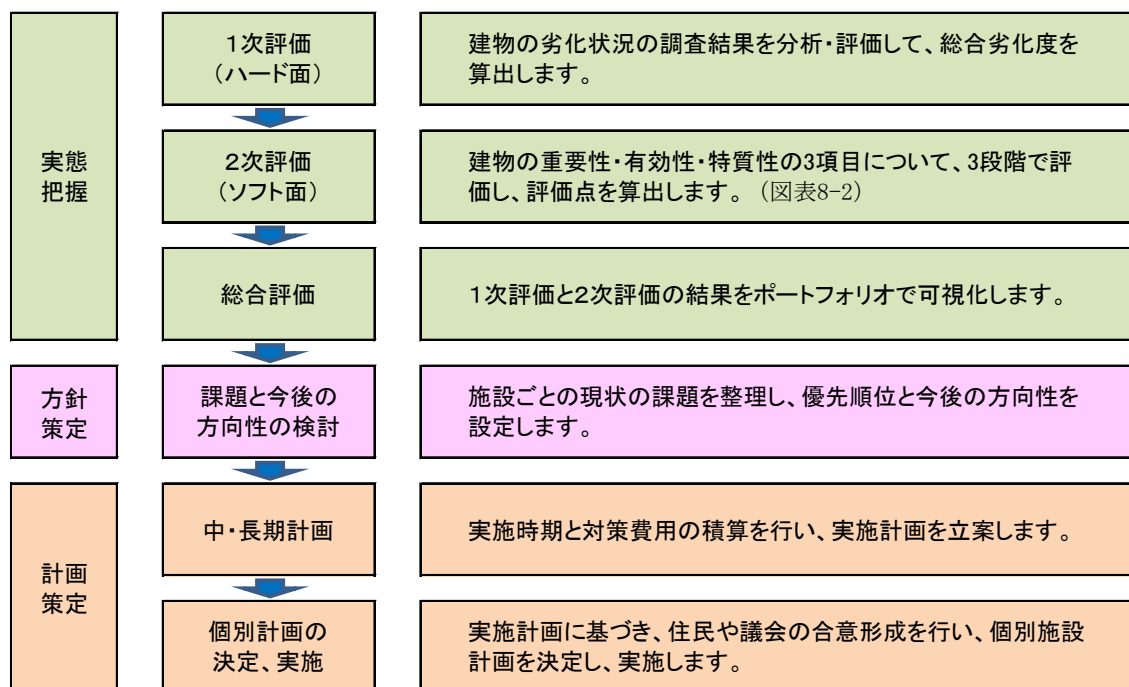 実態
把握
1次評価
（ハード面）
建物の劣化状況の調査結果を分析・評価して、総合劣化度を
算出します。
2次評価
（ソフト面）
建物の重要性・有効性・特質性の3項目について、3段階で評
価し、評価点を算出します。（図表8-2）
総合評価
1次評価と2次評価の結果をポートフォリオで可視化します。
方針
策定
課題と今後の
方向性の検討
施設ごとの現状の課題を整理し、優先順位と今後の方向性を
設定します。
計画
策定
中・長期計画
実施時期と対策費用の積算を行い、実施計画を立案します。
個別計画の
決定、実施
実施計画に基づき、住民や議会の合意形成を行い、個別施設
計画を決定し、実施します。